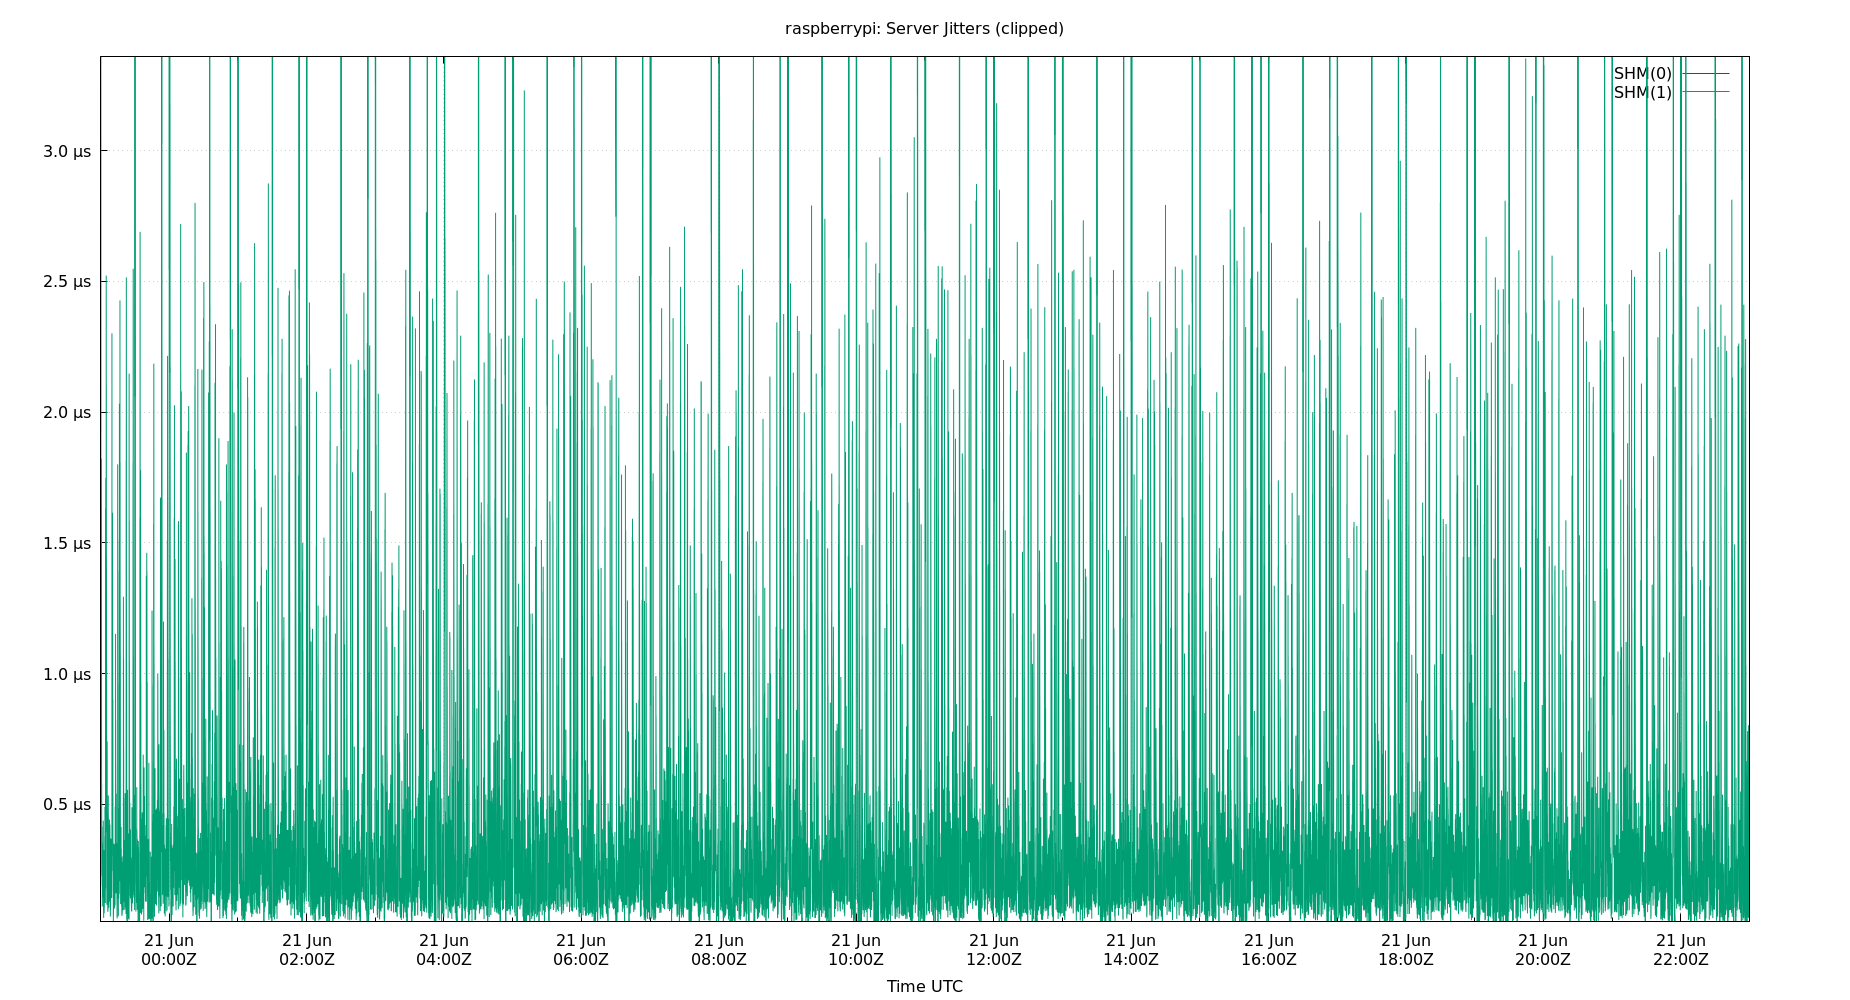 raspberrypi: Server Jitters (clipped)
SHM(0)
SHM(1)
3.0 µs
2.5 µs
2.0 µs
1.5 µs
1.0 µs
0.5 µs
21 Jun 21 Jun 21 Jun 21 Jun 21 Jun 21 Jun 21 Jun 21 Jun 21 Jun 21 Jun 21 Jun 21 Jun
00:00Z 02:00Z 04:00Z 06:00Z 08:00Z 10:00Z 12:00Z 14:00Z 16:00Z 18:00Z 20:00Z 22:00Z
Time UTC